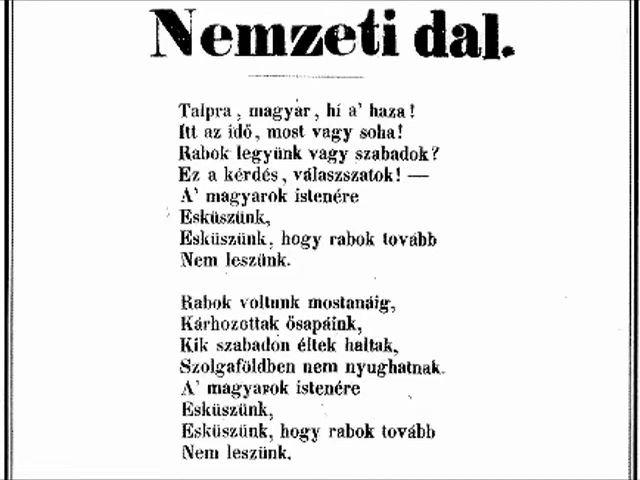 Nemzeti dal.
Talpra, magyar, hí a' haza!
Itt az idő, most vagy soha!
Rabok legyünk vagy szabadok?
Ez a kérdés, válaszszatok! —
A' magyarok istenére
Esküszünk,
Esküszünk, hogy rabok tovább
Nem leszünk.
Rabok voltunk mostanáig,
Kárhozottak ősapáink,
Kik szabadon éltek haltak,
Szolgaföldben nem nyughatnak.
A' magyarok istenére
Esküszünk,
Esküszünk, hogy rabok tovább
Nem leszünk.